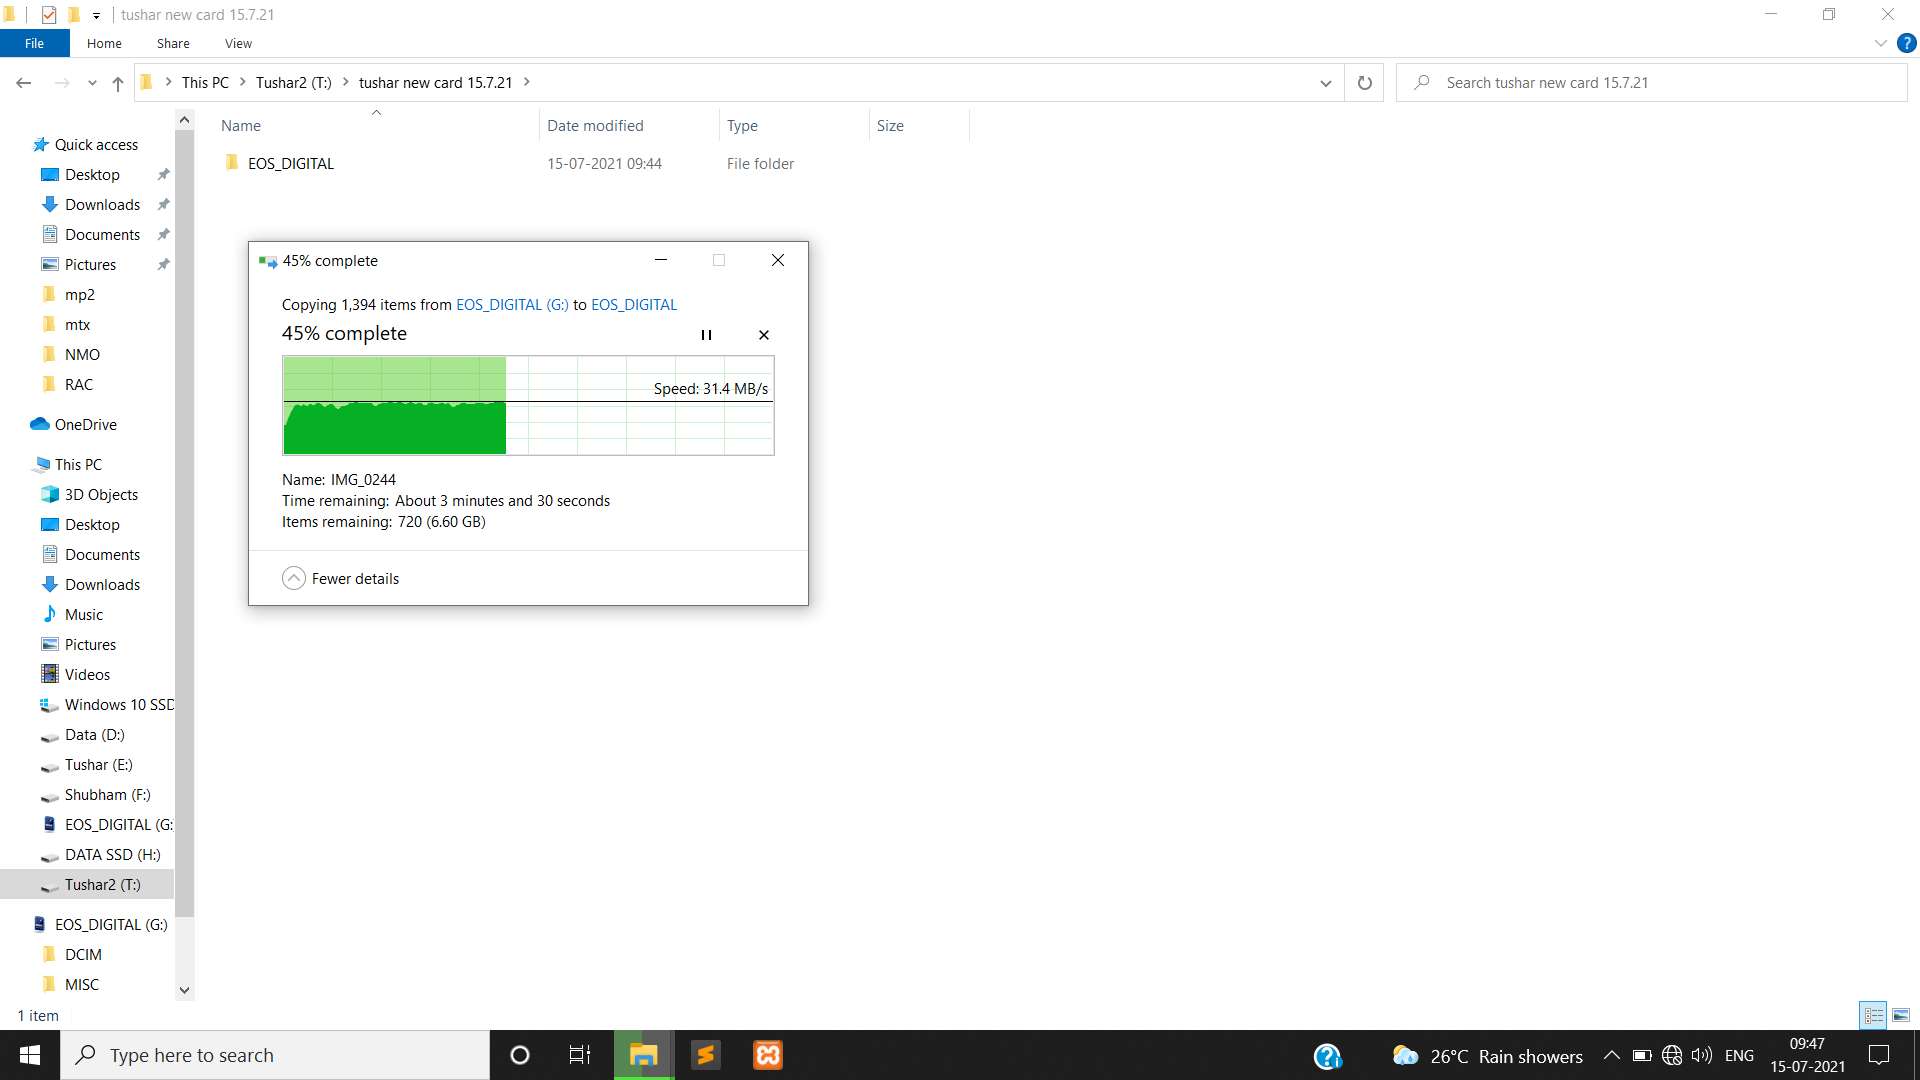 tushar new card 15.7.21
File Home Share View
This PC Tushar2 (T:) tushar new card 15.7.21
Search tushar new card 15.7.21
Name Date modified Type Size
EOS_DIGITAL 15-07-2021 09:44 File folder
Quick access
Desktop
Downloads
Documents
Pictures
mp2
mtx
NMO
RAC
OneDrive
This PC
3D Objects
Desktop
Documents
Downloads
Music
Pictures
Videos
Windows 10 SSD
Data (D:)
Tushar (E:)
Shubham (F:)
EOS_DIGITAL (G:
DATA SSD (H:)
Tushar2 (T:)
EOS_DIGITAL (G:)
DCIM
MISC
45% complete
Copying 1,394 items from EOS_DIGITAL (G:) to EOS_DIGITAL
45% complete
Speed: 31.4 MB/s
Name: IMG_0244
Time remaining: About 3 minutes and 30 seconds
Items remaining: 720 (6.60 GB)
Fewer details
1 item
Type here to search
26°C Rain showers
ENG
09:47
15-07-2021